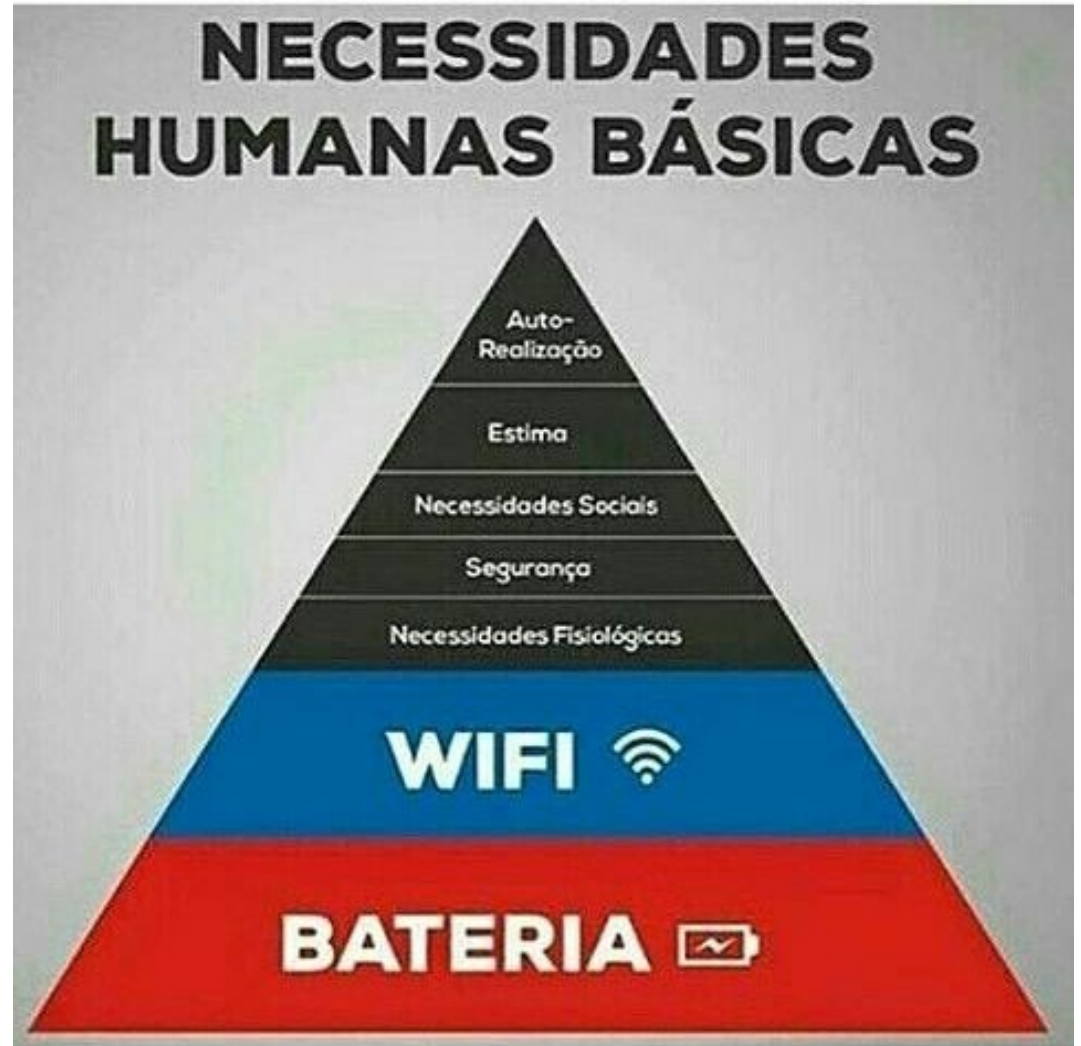 NECESSIDADES
HUMANAS BÁSICAS
Auto-
Realização
Estima
Necessidades Sociais
Segurança
Necessidades Fisiológicas
WIFI
BATERIA